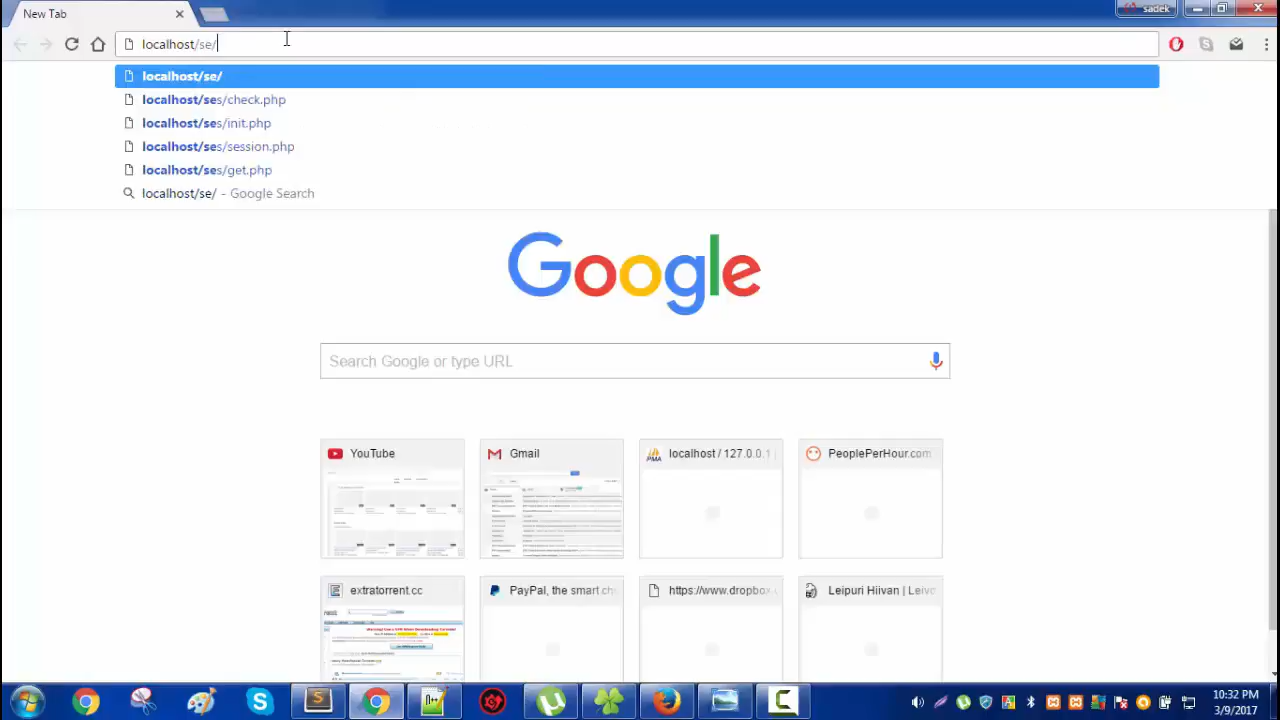 New Tab
sadek
localhost/se/
localhost/se/
localhost/ses/check.php
localhost/ses/init.php
localhost/ses/session.php
localhost/ses/get.php
localhost/se/ - Google Search
Google
Search Google or type URL
YouTube
Gmail
localhost / 127.0.0.1
PeoplePerHour.com
extratorrent.cc
PayPal, the smart ch
https://www.dropbox.
Leipuri Hiivan | Leivo
10:32 PM
3/9/2017